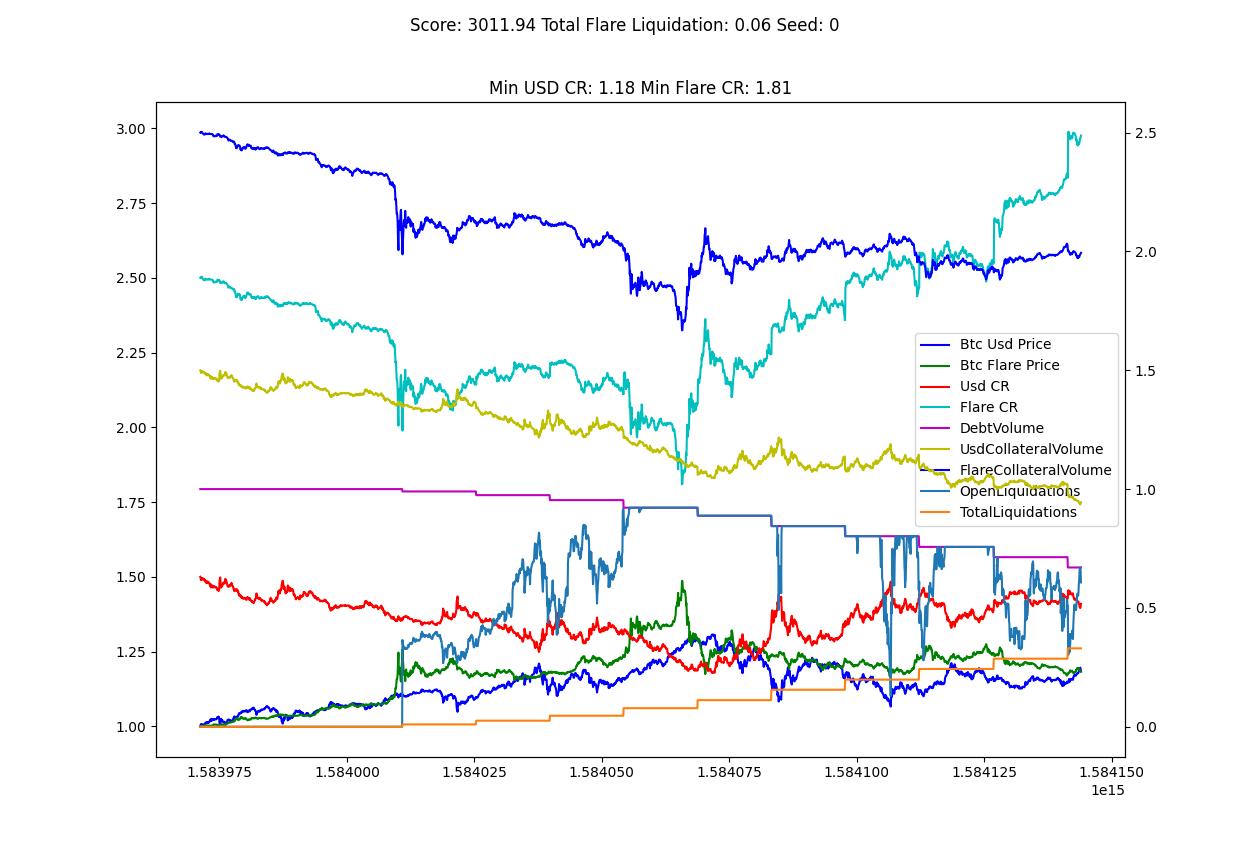 Score: 3011.94 Total Flare Liquidation: 0.06 Seed: 0
Min USD CR: 1.18 Min Flare CR: 1.81
3.00
2.75
2.50
2.25
2.00
1.75
1.50
1.25
1.00
2.5
2.0
1.5
1.0
0.5
0.0
Btc Usd Price
Btc Flare Price
Usd CR
Flare CR
DebtVolume
UsdCollateralVolume
FlareCollateralVolume
OpenLiquidations
TotalLiquidations
1.583975 1.584000 1.584025 1.584050 1.584075 1.584100 1.584125 1.584150
1e15